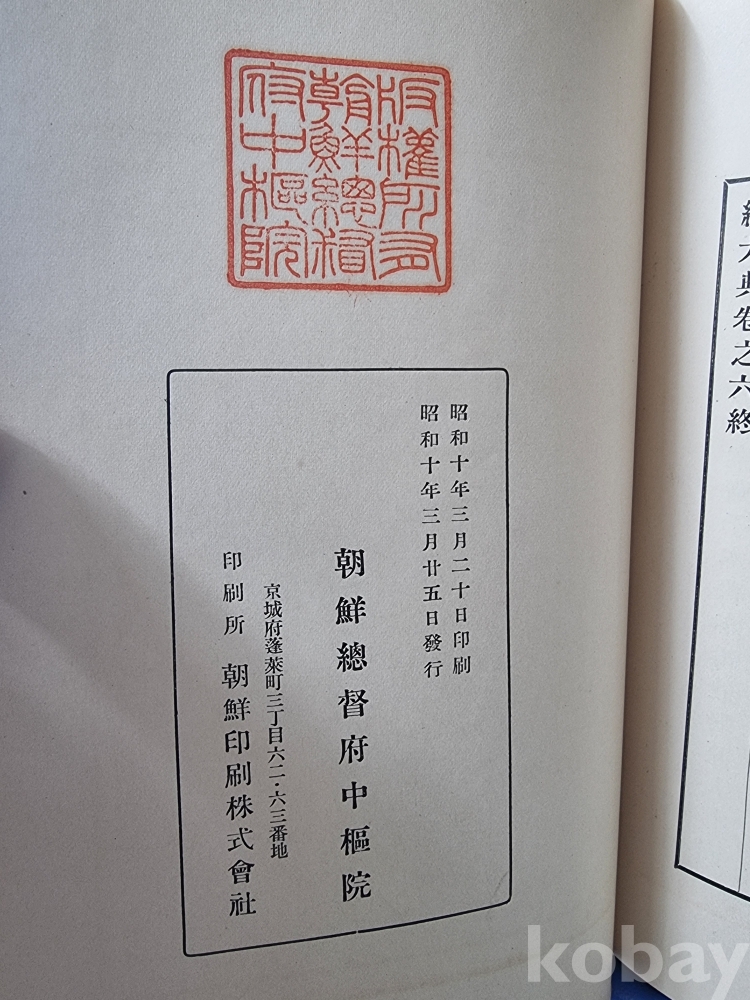 大典卷之六終
版權所有
朝鮮總督
府中樞院
昭和十年三月二十日印刷
昭和十年三月廿五日發行
朝鮮總督府中樞院
京城府蓬萊町三丁目六二・六三番地
印刷所 朝鮮印刷株式會社
kobay